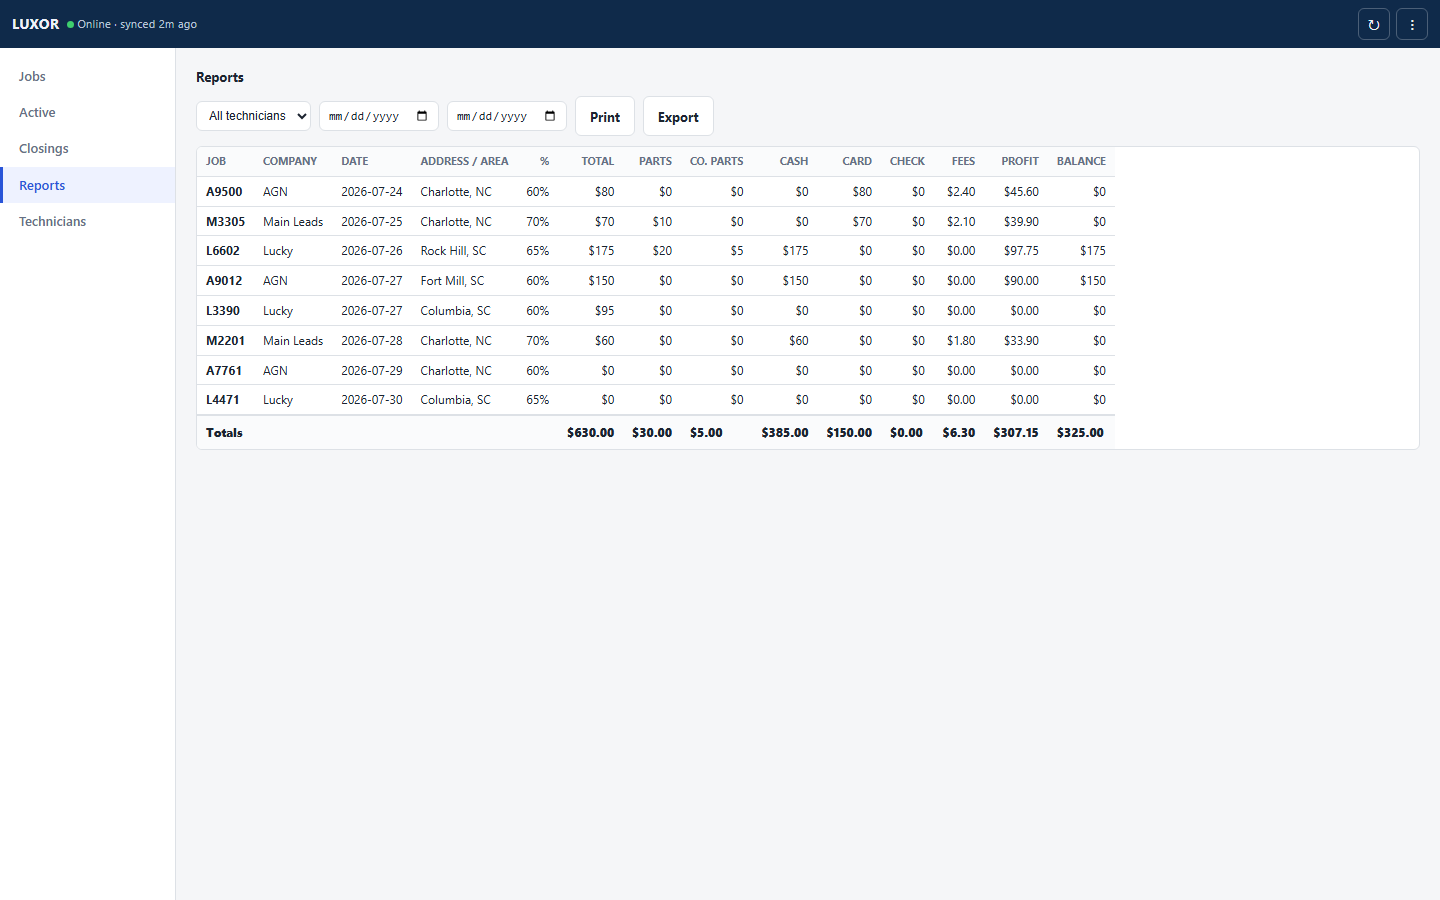 LUXOR Online · synced 2m ago ↻ ⋮
Jobs
Active
Closings
Reports
Technicians
Reports
All technicians mm/dd/yyyy mm/dd/yyyy Print Export
JOB COMPANY DATE ADDRESS / AREA % TOTAL PARTS CO. PARTS CASH CARD CHECK FEES PROFIT BALANCE
A9500 AGN 2026-07-24 Charlotte, NC 60% $80 $0 $0 $0 $80 $0 $2.40 $45.60 $0
M3305 Main Leads 2026-07-25 Charlotte, NC 70% $70 $10 $0 $0 $70 $0 $2.10 $39.90 $0
L6602 Lucky 2026-07-26 Rock Hill, SC 65% $175 $20 $5 $175 $0 $0 $0.00 $97.75 $175
A9012 AGN 2026-07-27 Fort Mill, SC 60% $150 $0 $0 $150 $0 $0 $0.00 $90.00 $150
L3390 Lucky 2026-07-27 Columbia, SC 60% $95 $0 $0 $0 $0 $0 $0.00 $0.00 $0
M2201 Main Leads 2026-07-28 Charlotte, NC 70% $60 $0 $0 $60 $0 $0 $1.80 $33.90 $0
A7761 AGN 2026-07-29 Charlotte, NC 60% $0 $0 $0 $0 $0 $0 $0.00 $0.00 $0
L4471 Lucky 2026-07-30 Columbia, SC 65% $0 $0 $0 $0 $0 $0 $0.00 $0.00 $0
Totals $630.00 $30.00 $5.00 $385.00 $150.00 $0.00 $6.30 $307.15 $325.00